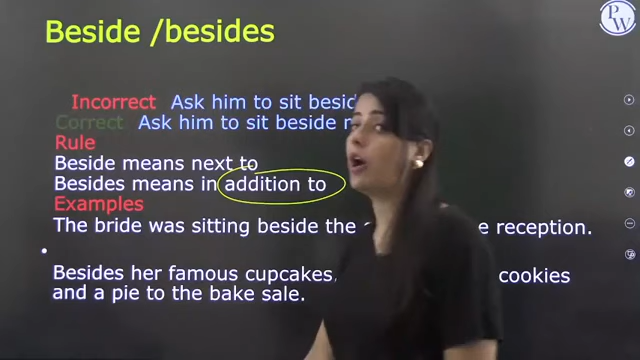 Beside /besides
PW
Incorrect Ask him to sit
Correct Ask him to sit beside
Rule
Beside means next to
Besides means in addition to
Examples
The bride was sitting beside the reception.
Besides her famous cupcakes cookies
and a pie to the bake sale.